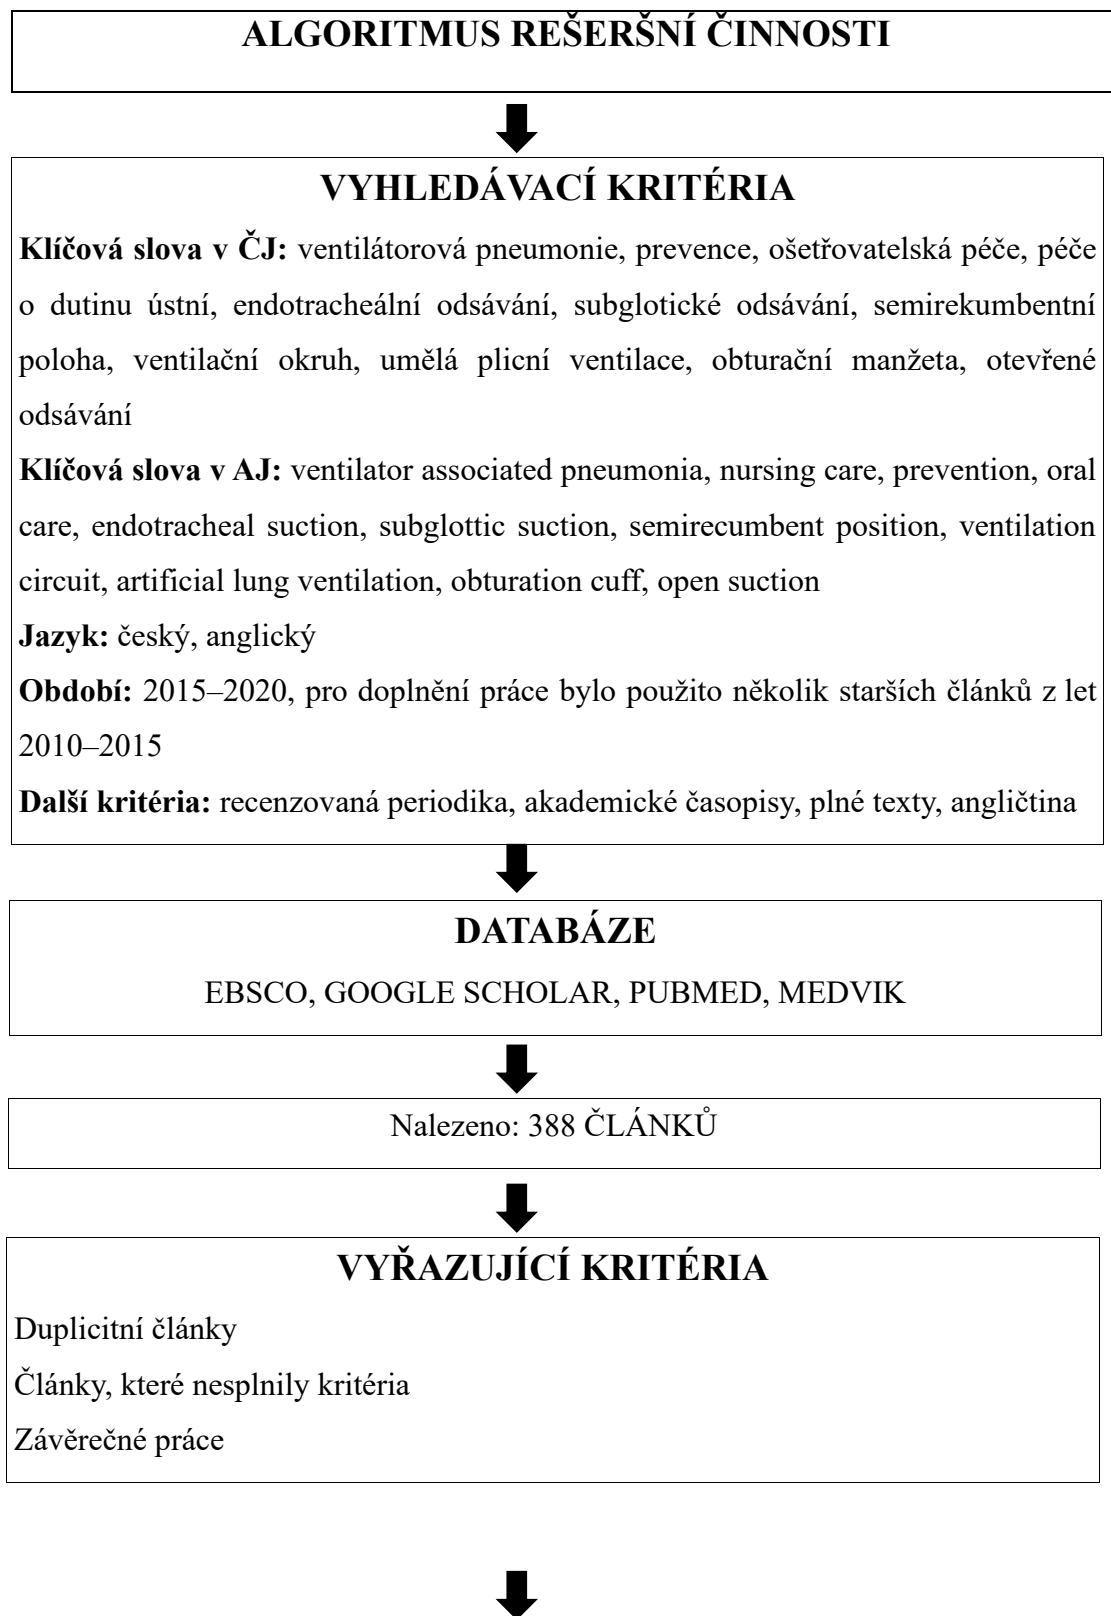 ALGORITMUS REŠERŠNÍ ČINNOSTI
VYHLEDÁVACÍ KRITÉRIA
Klíčová slova v ČJ: ventilátorová pneumonie, prevence, ošetřovatelská péče, péče
o dutinu ústní, endotracheální odsávání, subglotické odsávání, semirekumbentní
poloha, ventilační okruh, umělá plicní ventilace, obturační manžeta, otevřené
odsávání
Klíčová slova v AJ: ventilator associated pneumonia, nursing care, prevention, oral
care, endotracheal suction, subglottic suction, semirecumbent position, ventilation
circuit, artificial lung ventilation, obturation cuff, open suction
Jazyk: český, anglický
Období: 2015–2020, pro doplnění práce bylo použito několik starších článků z let
2010–2015
Další kritéria: recenzovaná periodika, akademické časopisy, plné texty, angličtina
DATABÁZE
EBSCO, GOOGLE SCHOLAR, PUBMED, MEDVIK
Nalezeno: 388 ČLÁNKŮ
VYŘAZUJÍCÍ KRITÉRIA
Duplicitní články
Články, které nesplnily kritéria
Závěrečné práce